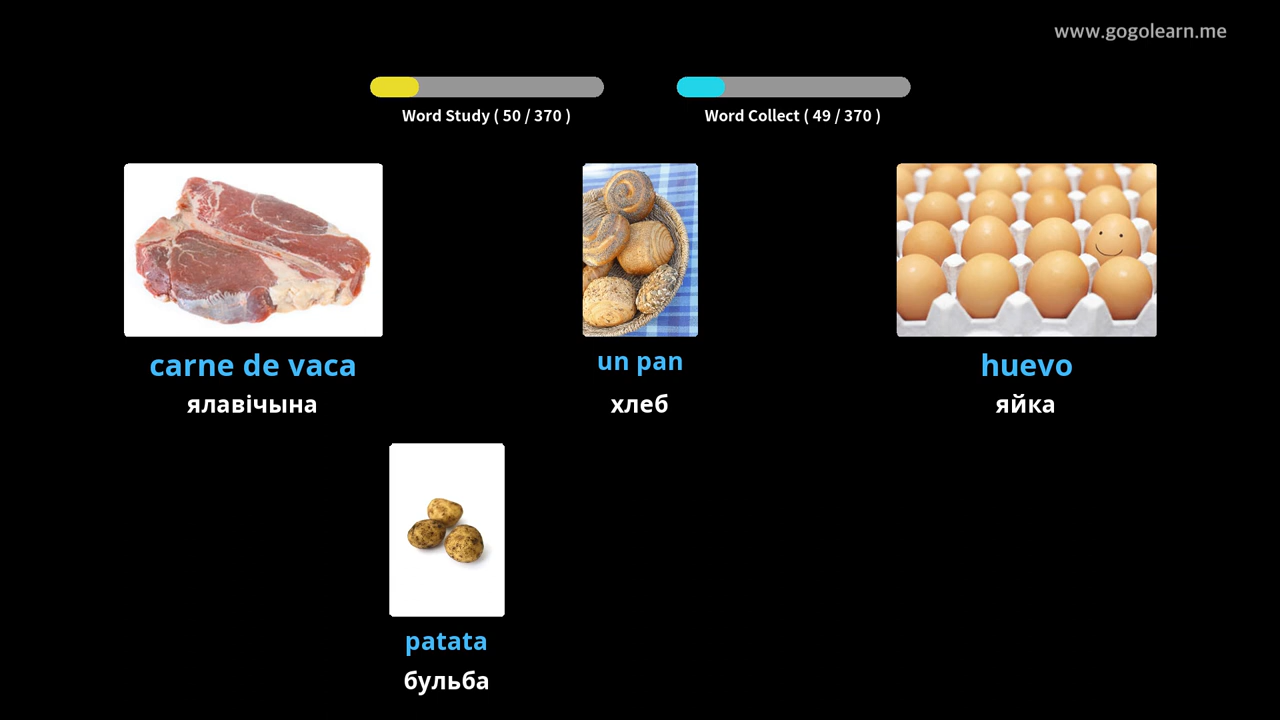 www.gogolearn.me
Word Study ( 50 / 370 )
Word Collect ( 49 / 370 )
carne de vaca
ялавічына
un pan
хлеб
huevo
яйка
patata
бульба